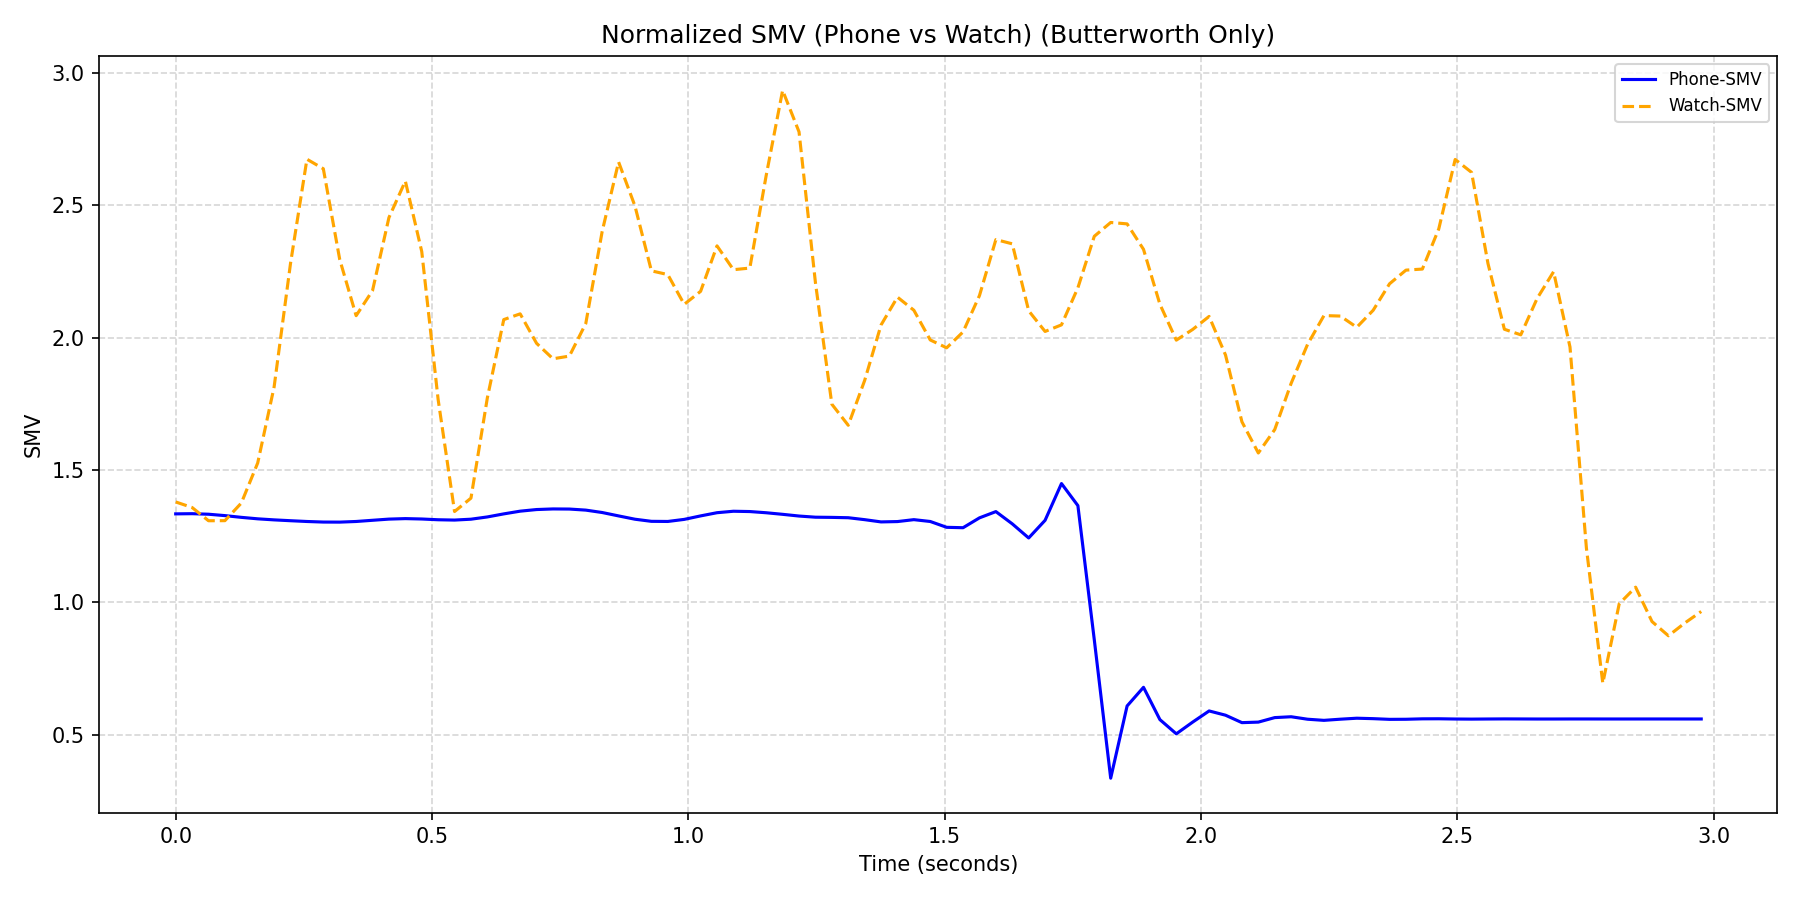 Normalized SMV (Phone vs Watch) (Butterworth Only)
Phone-SMV
Watch-SMV
SMV
3.0
2.5
2.0
1.5
1.0
0.5
0.0 0.5 1.0 1.5 2.0 2.5 3.0
Time (seconds)